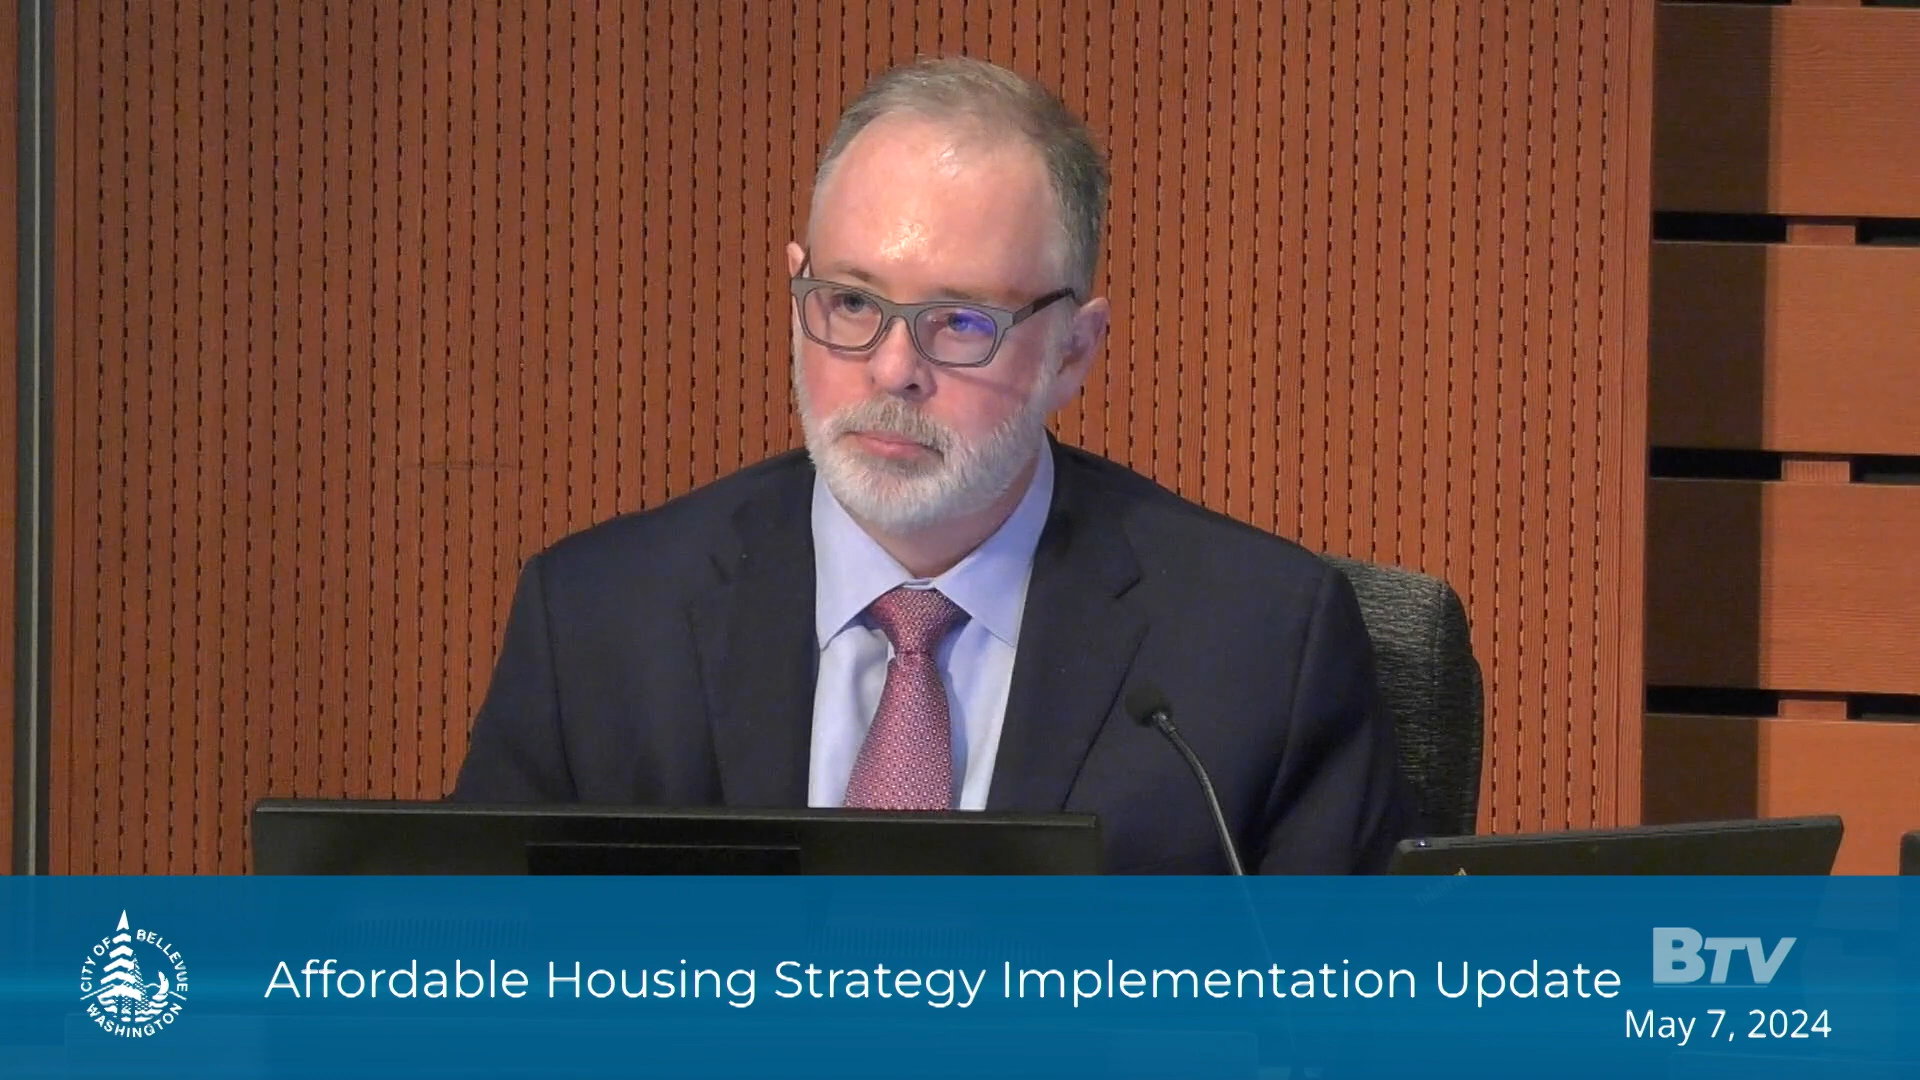 CITY OF BELLEVUE
WASHINGTON
Affordable Housing Strategy Implementation Update
BTV
May 7, 2024